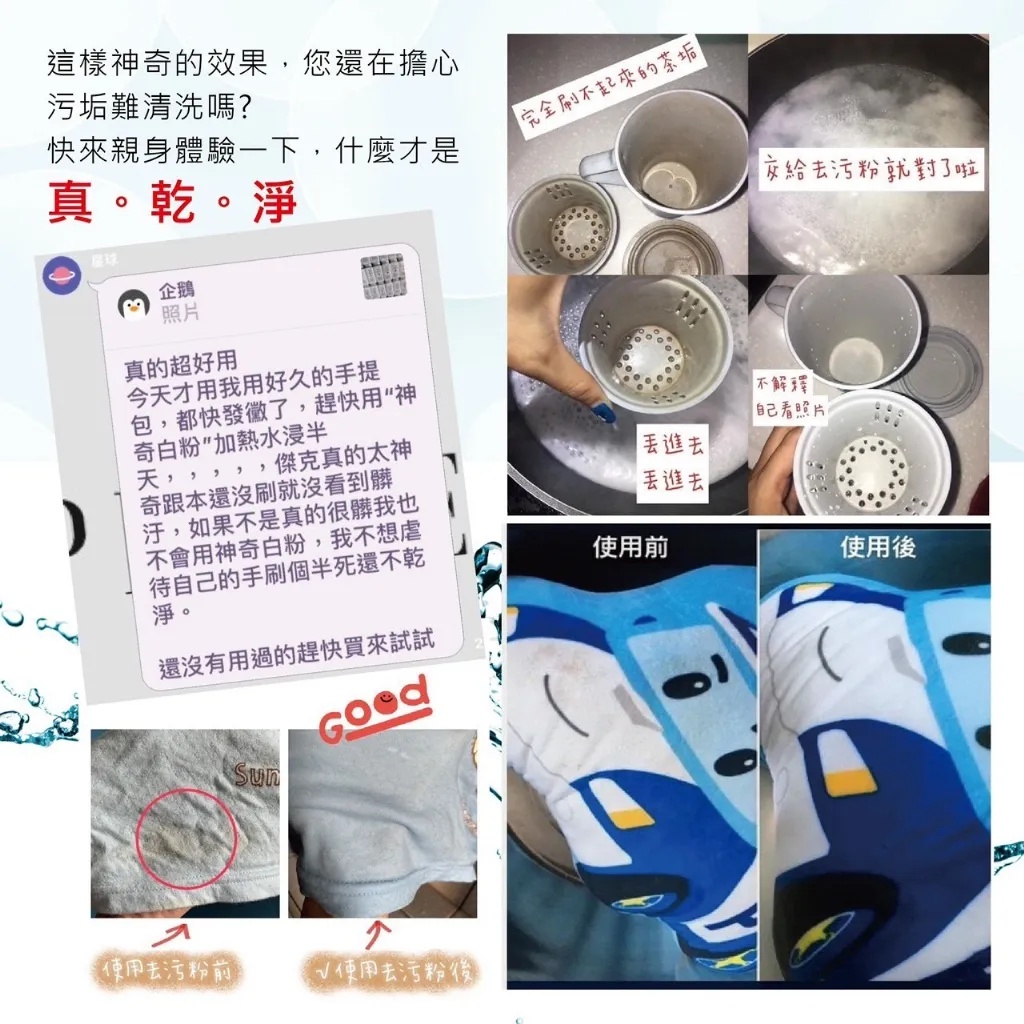 這樣神奇的效果，您還在擔心
污垢難清洗嗎?
快來親身體驗一下，什麼才是
真。乾。淨
星球
企鵝
照片
真的超好用
今天才用我用好久的手提
包，都快發黴了，趕快用“神
奇白粉”加熱水浸半
天，，，，，傑克真的太神
奇跟本還沒刷就沒看到髒
汙，如果不是真的很髒我也
不會用神奇白粉，我不想虐
待自己的手刷個半死還不乾
淨。
還沒有用過的趕快買來試試
Good
Sun
使用去污粉前
√使用去污粉後
完全刷不起來的茶垢
交給去污粉就對了啦
丟進去
丟進去
不解釋
自己看照片
使用前
使用後